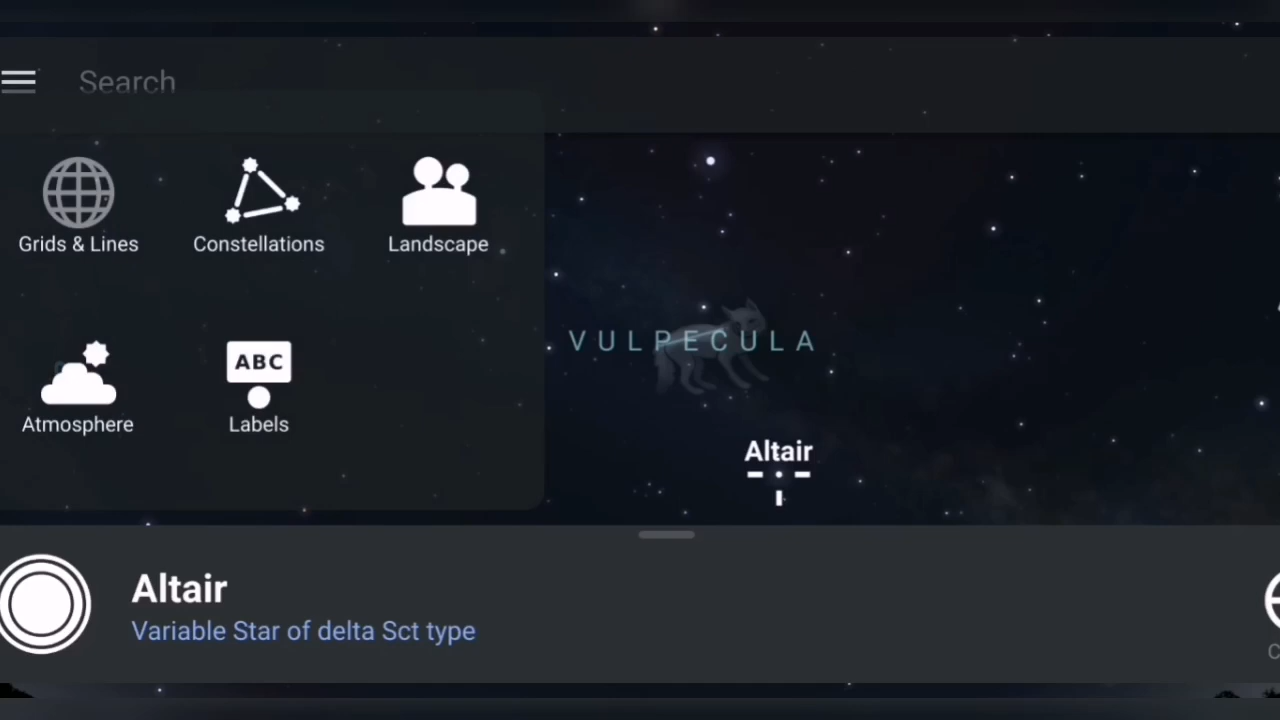 Search
Grids & Lines
Constellations
Landscape
ABC
Atmosphere
Labels
VULPECULA
Altair
Altair
Variable Star of delta Sct type